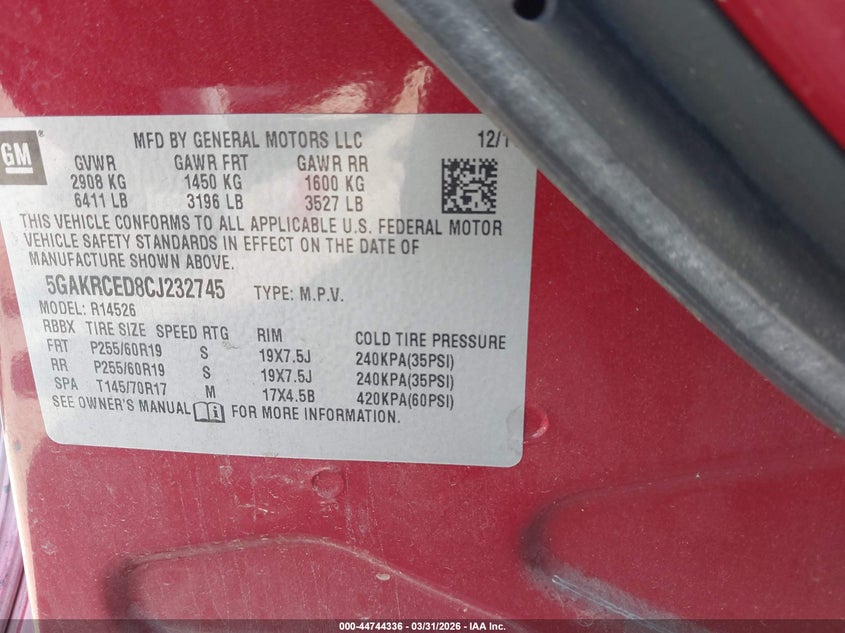 GM ®
MFD BY GENERAL MOTORS LLC 12/1
GVWR GAWR FRT GAWR RR
2908 KG 1450 KG 1600 KG
6411 LB 3196 LB 3527 LB
THIS VEHICLE CONFORMS TO ALL APPLICABLE U.S. FEDERAL MOTOR
VEHICLE SAFETY STANDARDS IN EFFECT ON THE DATE OF
MANUFACTURE SHOWN ABOVE.
5GAKRCED8CJ232745 TYPE: M.P.V.
MODEL: R14526
RBBX TIRE SIZE SPEED RTG RIM COLD TIRE PRESSURE
FRT P255/60R19 S 19X7.5J 240KPA(35PSI)
RR P255/60R19 S 19X7.5J 240KPA(35PSI)
SPA T145/70R17 M 17X4.5B 420KPA(60PSI)
SEE OWNER'S MANUAL i FOR MORE INFORMATION.
000-44744336 | 03/31/2026 | IAA Inc.